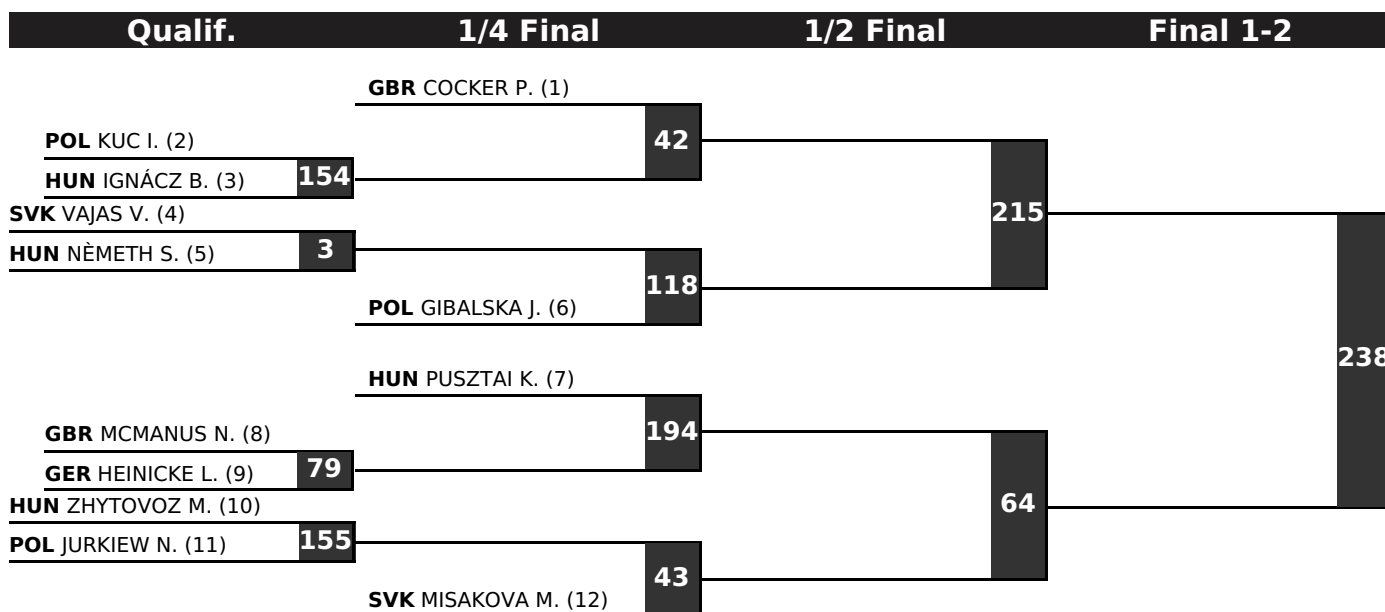 Qualif. 1/4 Final 1/2 Final Final 1-2
GBR COCKER P. (1)
POL KUC I. (2)
42
HUN IGNÁCZ B. (3) 154
SVK VAJAS V. (4)
215
HUN NÈMETH S. (5) 3
118
POL GIBALSKA J. (6)
238
HUN PUSZTAI K. (7)
GBR MCMANUS N. (8)
194
GER HEINICKE L. (9) 79
HUN ZHYTOVOZ M. (10)
64
POL JURKIEW N. (11) 155
43
SVK MISAKOVA M. (12)